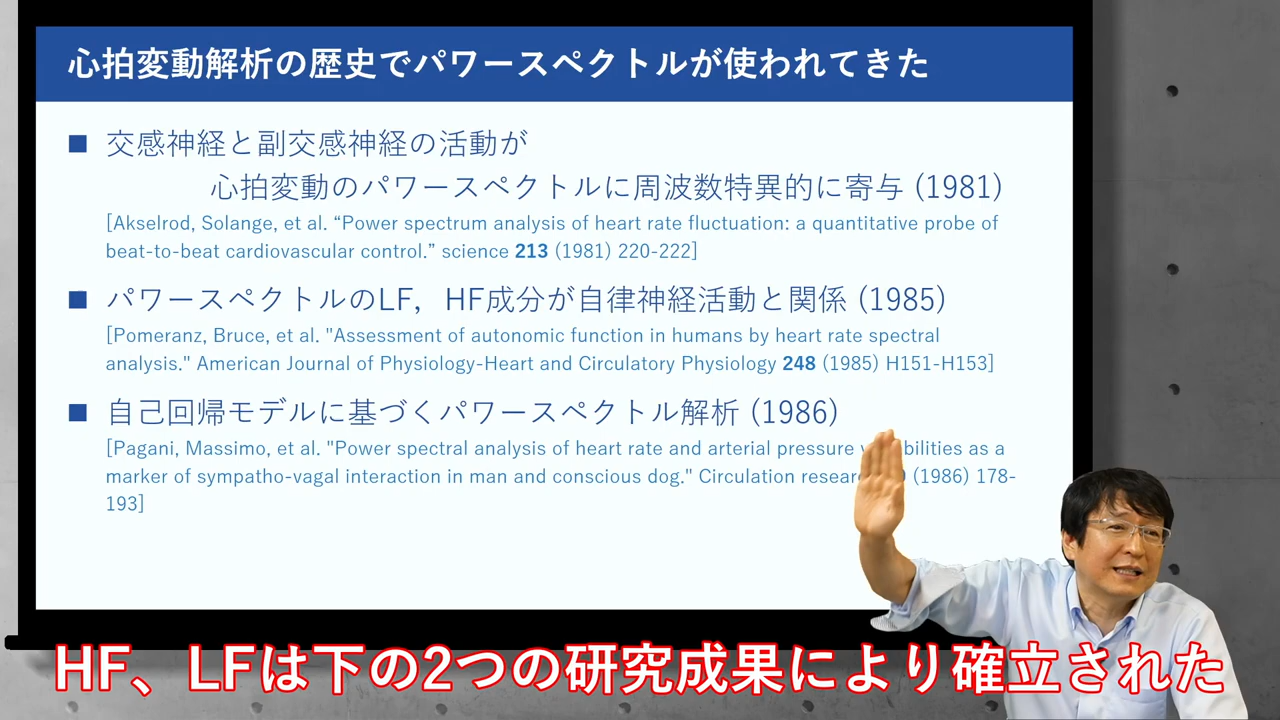 心拍変動解析の歴史でパワースペクトルが使われてきた
■ 交感神経と副交感神経の活動が
心拍変動のパワースペクトルに周波数特異的に寄与 (1981)
[Akselrod, Solange, et al. “Power spectrum analysis of heart rate fluctuation: a quantitative probe of
beat-to-beat cardiovascular control.” science 213 (1981) 220-222]
■ パワースペクトルのLF，HF成分が自律神経活動と関係 (1985)
[Pomeranz, Bruce, et al. "Assessment of autonomic function in humans by heart rate spectral
analysis." American Journal of Physiology-Heart and Circulatory Physiology 248 (1985) H151-H153]
■ 自己回帰モデルに基づくパワースペクトル解析 (1986)
[Pagani, Massimo, et al. "Power spectral analysis of heart rate and arterial pressure as a
marker of sympatho-vagal interaction in man and conscious dog." Circulation (1986) 178-
193]
HF、LFは下の2つの研究成果により確立された